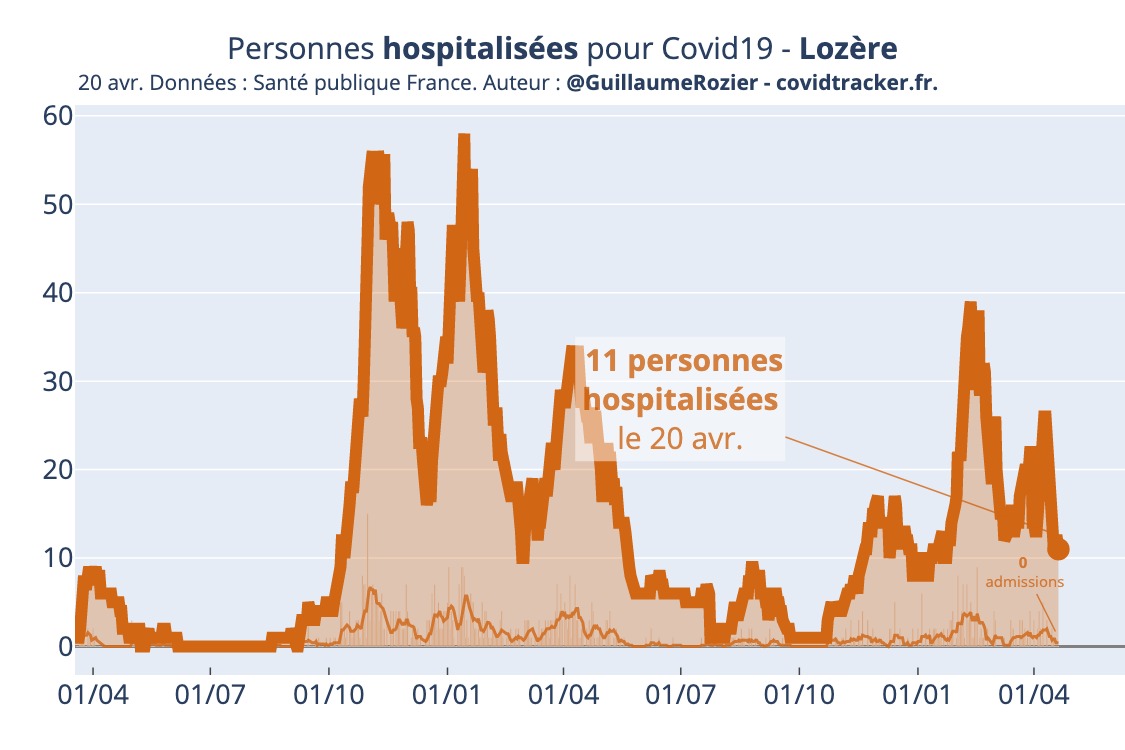 Personnes hospitalisées pour Covid19 - Lozère
20 avr. Données : Santé publique France. Auteur : @GuillaumeRozier - covidtracker.fr.
60
50
40
30
20
10
0
11 personnes
hospitalisées
le 20 avr.
0
admissions
01/04 01/07 01/10 01/01 01/04 01/07 01/10 01/01 01/04